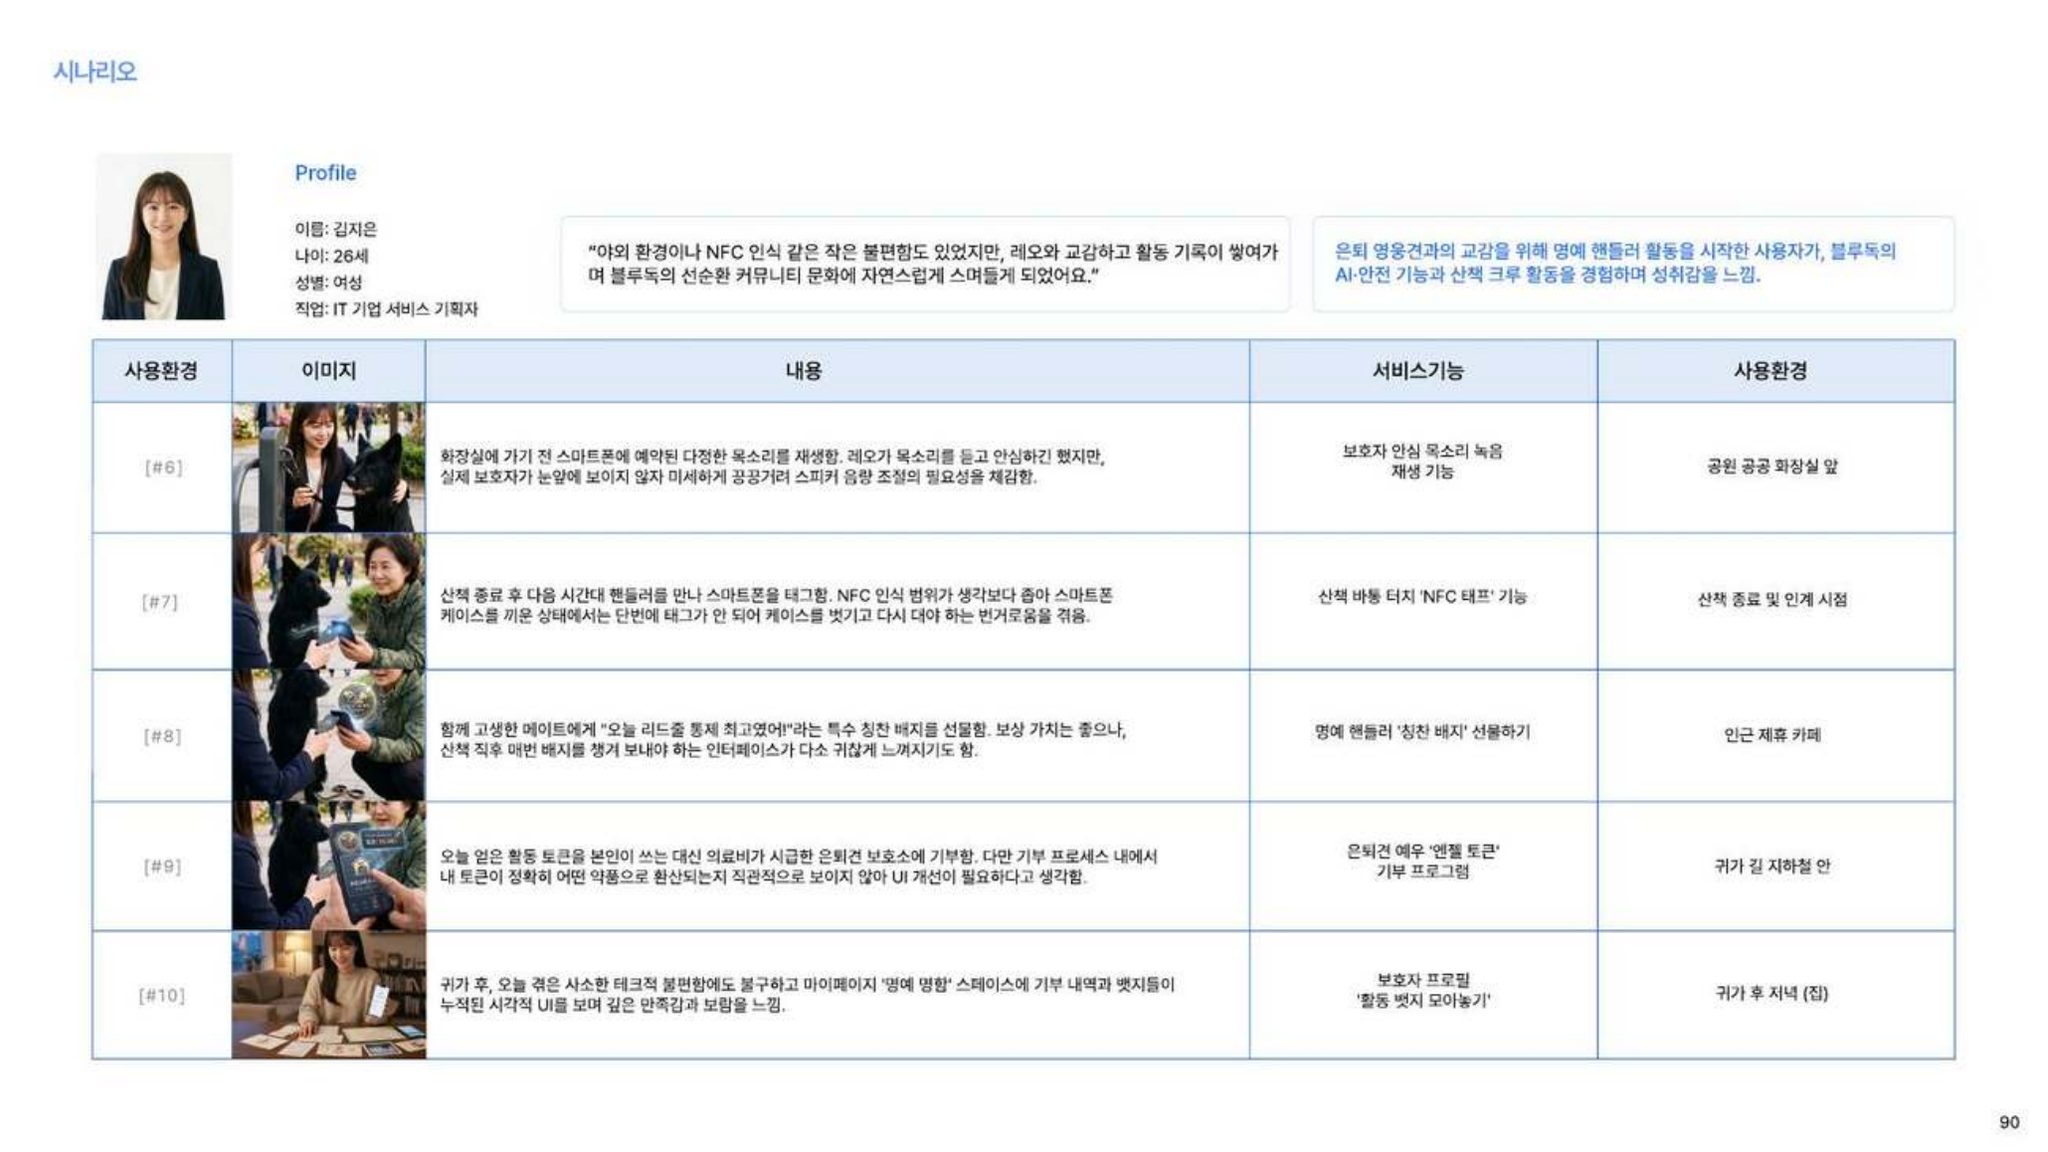 시나리오
Profile
이름: 김지은
나이: 26세
성별: 여성
직업: IT 기업 서비스 기획자
"야외 환경이나 NFC 인식 같은 작은 불편함도 있었지만, 레오와 교감하고 활동 기록이 쌓여가
며 블루독의 선순환 커뮤니티 문화에 자연스럽게 스며들게 되었어요."
은퇴 영웅견과의 교감을 위해 명예 핸들러 활동을 시작한 사용자가, 블루독의
AI·안전 기능과 산책 크루 활동을 경험하며 성취감을 느낌.
사용환경 이미지 내용 서비스기능 사용환경
[#6]
화장실에 가기 전 스마트폰에 예약된 다정한 목소리를 재생함. 레오가 목소리를 듣고 안심하긴 했지만,
실제 보호자가 눈앞에 보이지 않자 미세하게 끙끙거려 스피커 음량 조절의 필요성을 체감함.
보호자 안심 목소리 녹음
재생 기능
공원 공공 화장실 앞
[#7]
산책 종료 후 다음 시간대 핸들러를 만나 스마트폰을 태그함. NFC 인식 범위가 생각보다 좁아 스마트폰
케이스를 끼운 상태에서는 단번에 태그가 안 되어 케이스를 벗기고 다시 대야 하는 번거로움을 겪음.
산책 바통 터치 'NFC 태프' 기능
산책 종료 및 인계 시점
[#8]
함께 고생한 메이트에게 "오늘 리드줄 통제 최고였어!"라는 특수 칭찬 배지를 선물함. 보상 가치는 좋으나,
산책 직후 매번 배지를 챙겨 보내야 하는 인터페이스가 다소 귀찮게 느껴지기도 함.
명예 핸들러 '칭찬 배지' 선물하기
인근 제휴 카페
[#9]
오늘 얻은 활동 토큰을 본인이 쓰는 대신 의료비가 시급한 은퇴견 보호소에 기부함. 다만 기부 프로세스 내에서
내 토큰이 정확히 어떤 약품으로 환산되는지 직관적으로 보이지 않아 UI 개선이 필요하다고 생각함.
은퇴견 예우 '엔젤 토큰'
기부 프로그램
귀가 길 지하철 안
[#10]
귀가 후, 오늘 겪은 사소한 테크적 불편함에도 불구하고 마이페이지 '명예 명함' 스페이스에 기부 내역과 뱃지들이
누적된 시각적 UI를 보며 깊은 만족감과 보람을 느낌.
보호자 프로필
'활동 뱃지 모아놓기'
귀가 후 저녁 (집)
90